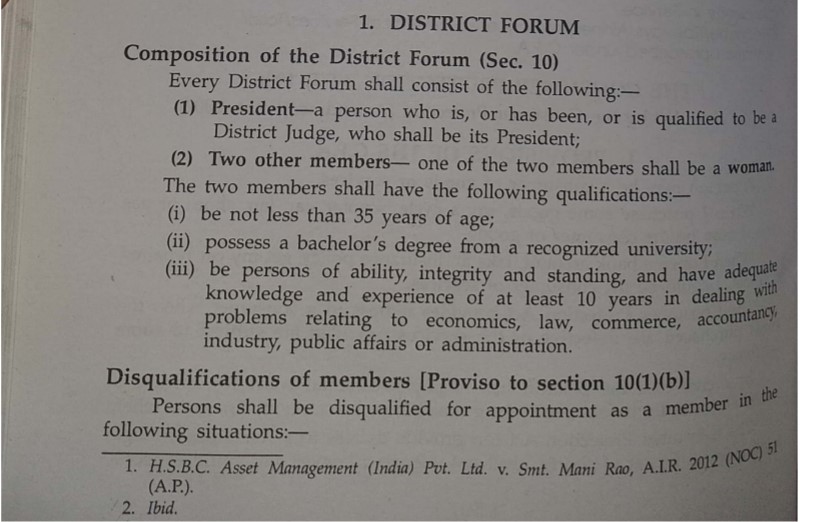 1. DISTRICT FORUM
Composition of the District Forum (Sec. 10)
Every District Forum shall consist of the following:—
(1) President—a person who is, or has been, or is qualified to be a
District Judge, who shall be its President;
(2) Two other members— one of the two members shall be a woman.
The two members shall have the following qualifications:—
(i) be not less than 35 years of age;
(ii) possess a bachelor's degree from a recognized university;
(iii) be persons of ability, integrity and standing, and have adequate
knowledge and experience of at least 10 years in dealing with
problems relating to economics, law, commerce, accountancy,
industry, public affairs or administration.
Disqualifications of members [Proviso to section 10(1)(b)]
Persons shall be disqualified for appointment as a member in the
following situations:—
1. H.S.B.C. Asset Management (India) Pvt. Ltd. v. Smt. Mani Rao, A.I.R. 2012 (NOC) 51
(A.P.).
2. Ibid.